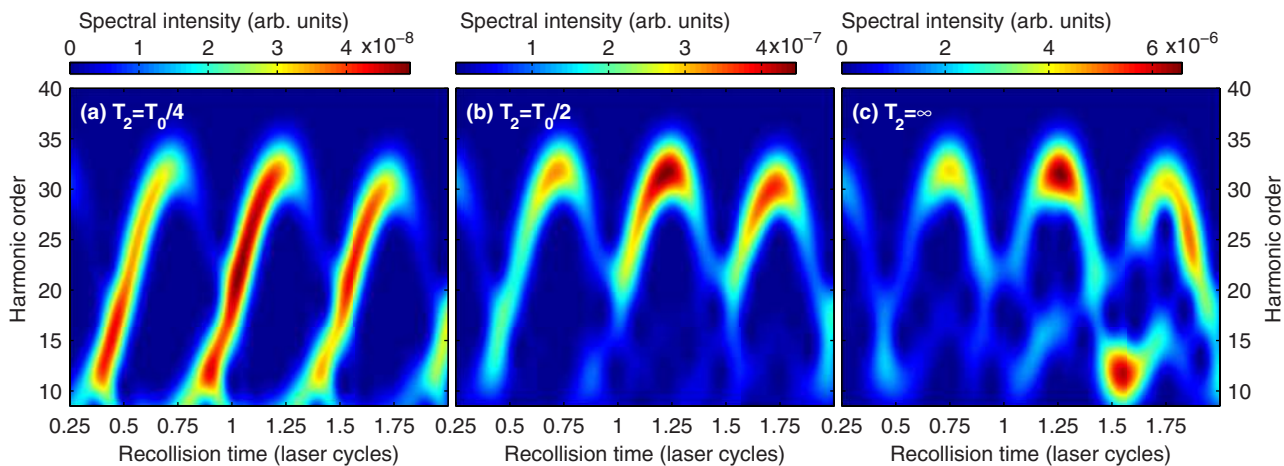 Spectral intensity (arb. units) Spectral intensity (arb. units) Spectral intensity (arb. units)
0 1 2 3 4 x10⁻⁸ 1 2 3 4x10⁻⁷ 0 2 4 6 x10⁻⁶
(a) T₂=T₀/4 (b) T₂=T₀/2 (c) T₂=∞
Harmonic order
40
35
30
25
20
15
10
40
35
30
25
20
15
10
Harmonic order
0.25 0.5 0.75 1 1.25 1.5 1.75 0.25 0.5 0.75 1 1.25 1.5 1.75 0.25 0.5 0.75 1 1.25 1.5 1.75 2
Recollision time (laser cycles) Recollision time (laser cycles) Recollision time (laser cycles)